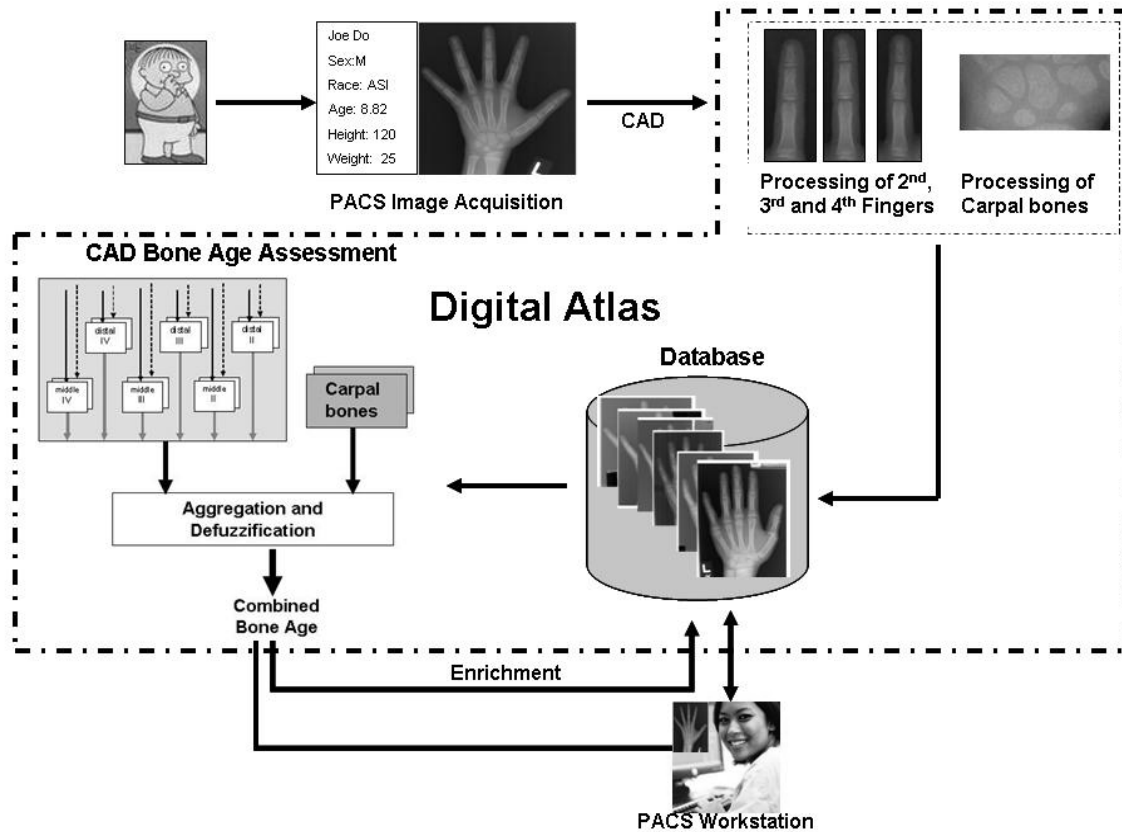 Joe Do
Sex:M
Race: ASI
Age: 8.82
Height: 120
Weight: 25
PACS Image Acquisition
CAD
Processing of 2nd,
3rd and 4th Fingers
Processing of
Carpal bones
CAD Bone Age Assessment
Digital Atlas
distal
IV
distal
III
distal
II
middle
IV
middle
III
middle
II
Carpal
bones
Database
Aggregation and
Defuzzification
Combined
Bone Age
Enrichment
PACS Workstation